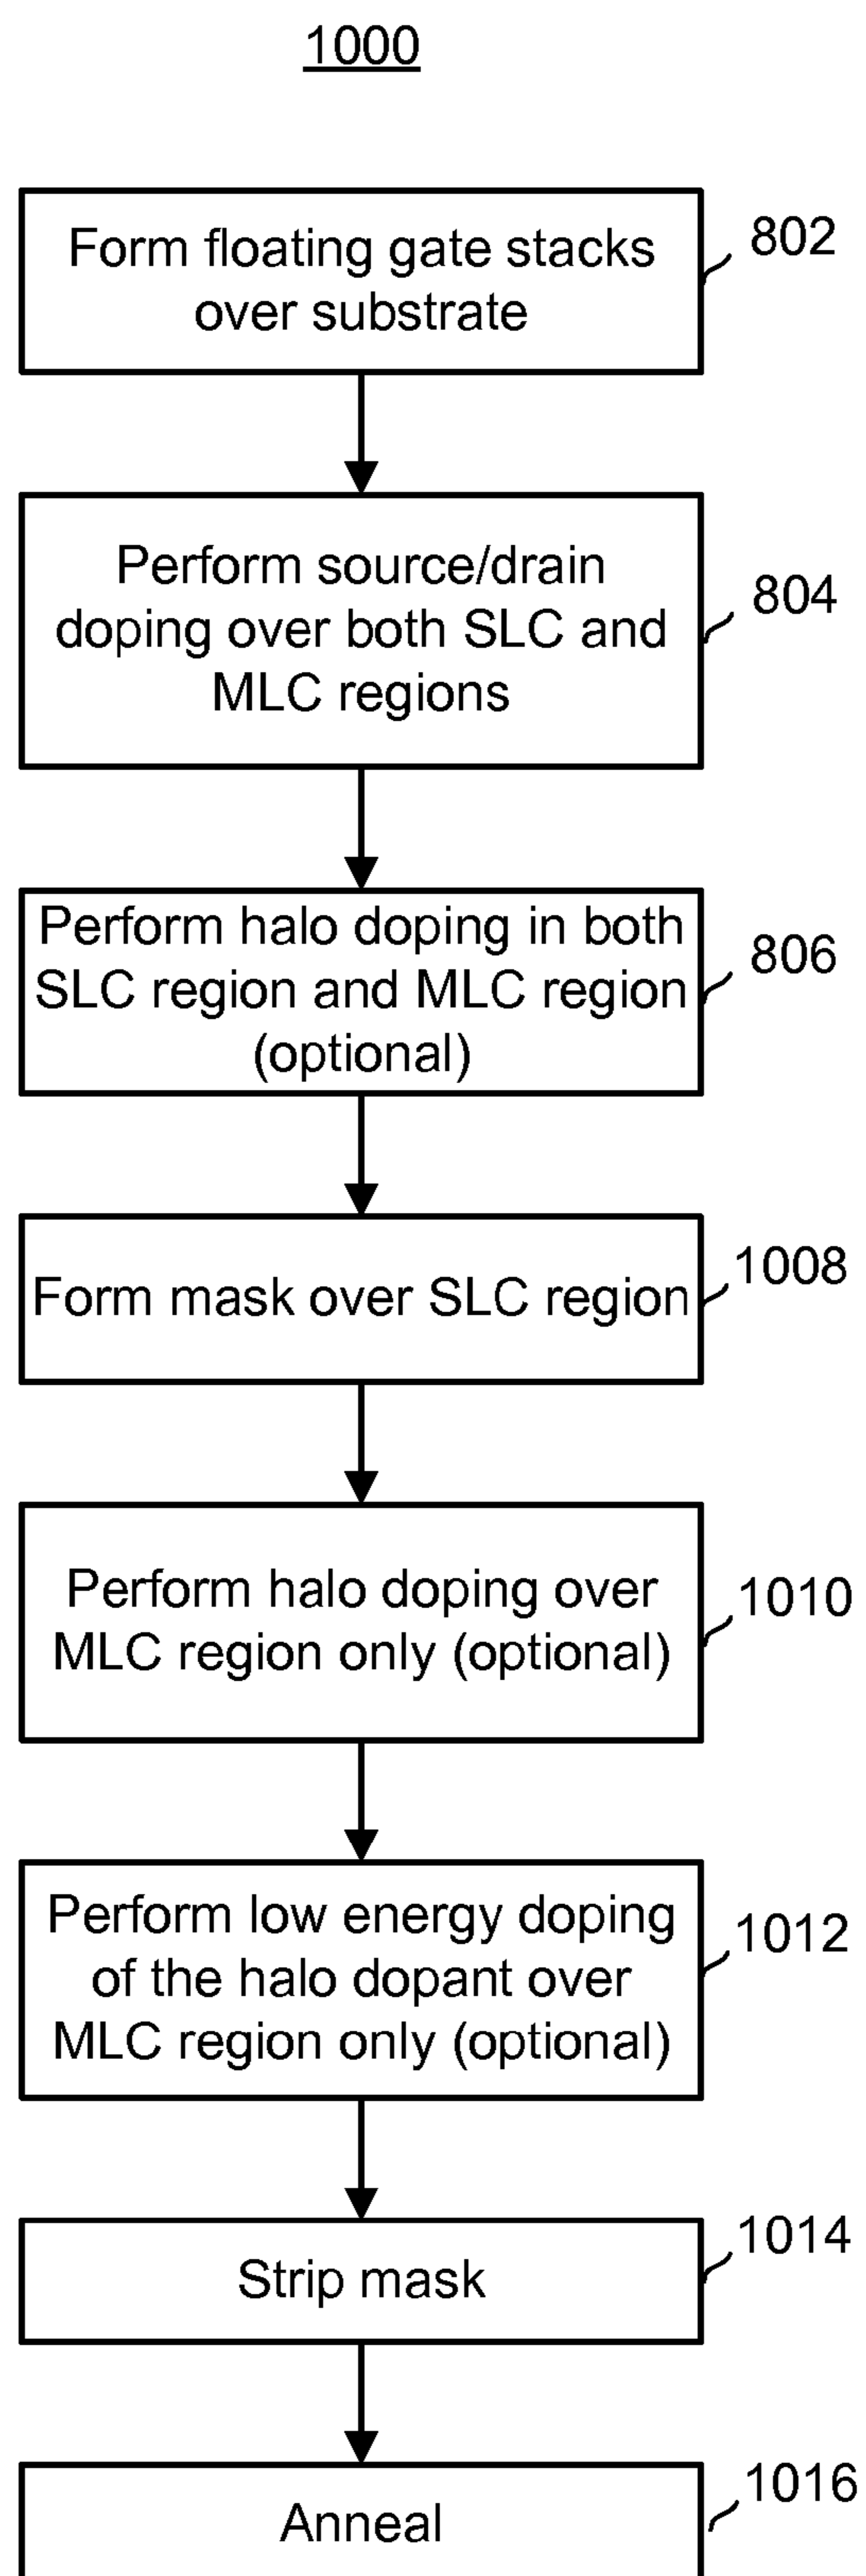 1000
Form floating gate stacks
over substrate
802
Perform source/drain
doping over both SLC and
MLC regions
804
Perform halo doping in both
SLC region and MLC region
(optional)
806
Form mask over SLC region
1008
Perform halo doping over
MLC region only (optional)
1010
Perform low energy doping
of the halo dopant over
MLC region only (optional)
1012
Strip mask
1014
Anneal
1016